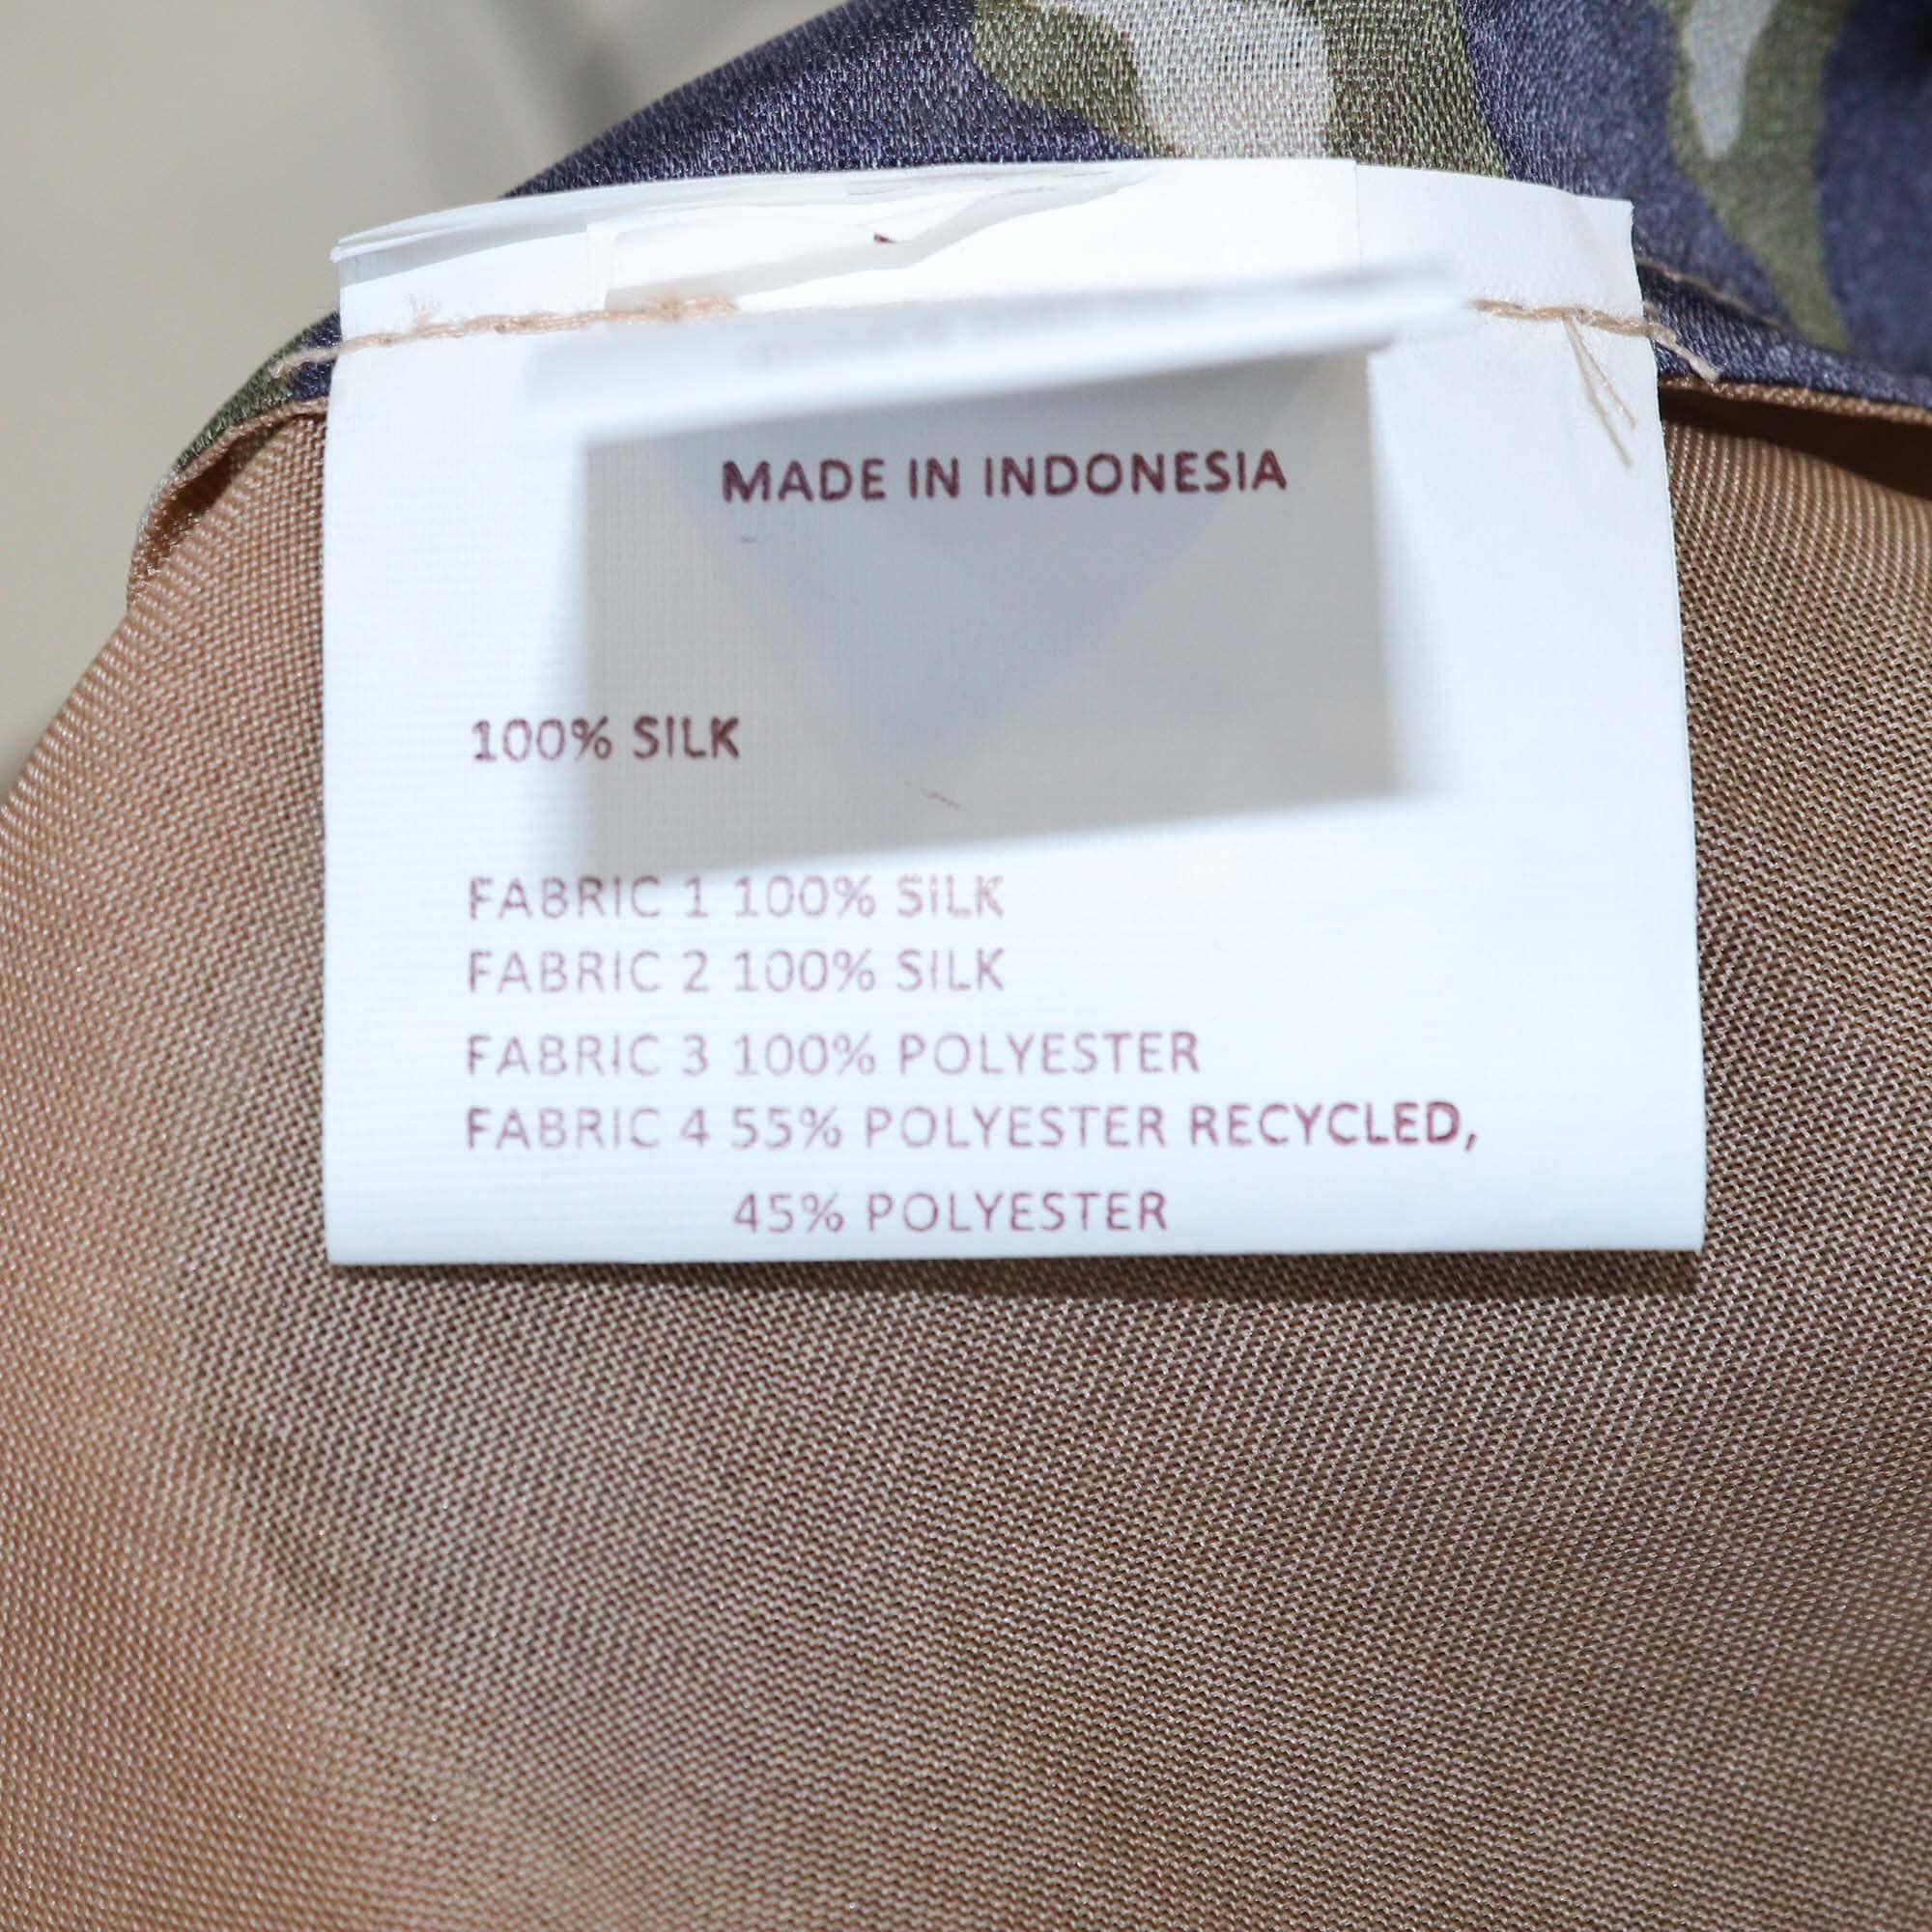 MADE IN INDONESIA
100% SILK
FABRIC 1 100% SILK
FABRIC 2 100% SILK
FABRIC 3 100% POLYESTER
FABRIC 4 55% POLYESTER RECYCLED,
45% POLYESTER